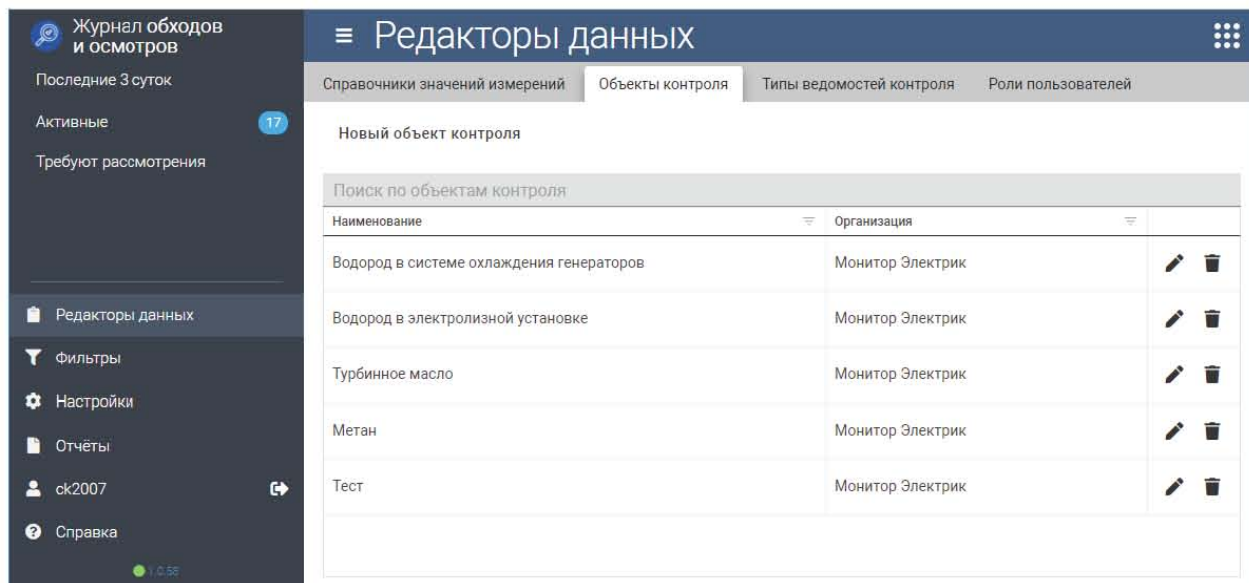 Журнал обходов
и осмотров
Последние 3 суток
Активные 17
Требуют рассмотрения
Редакторы данных
Фильтры
Настройки
Отчёты
ck2007
Справка
1.0.58
Редакторы данных
Справочники значений измерений Объекты контроля Типы ведомостей контроля Роли пользователей
Новый объект контроля
Поиск по объектам контроля
Наименование Организация
Водород в системе охлаждения генераторов Монитор Электрик
Водород в электролизной установке Монитор Электрик
Турбинное масло Монитор Электрик
Метан Монитор Электрик
Тест Монитор Электрик